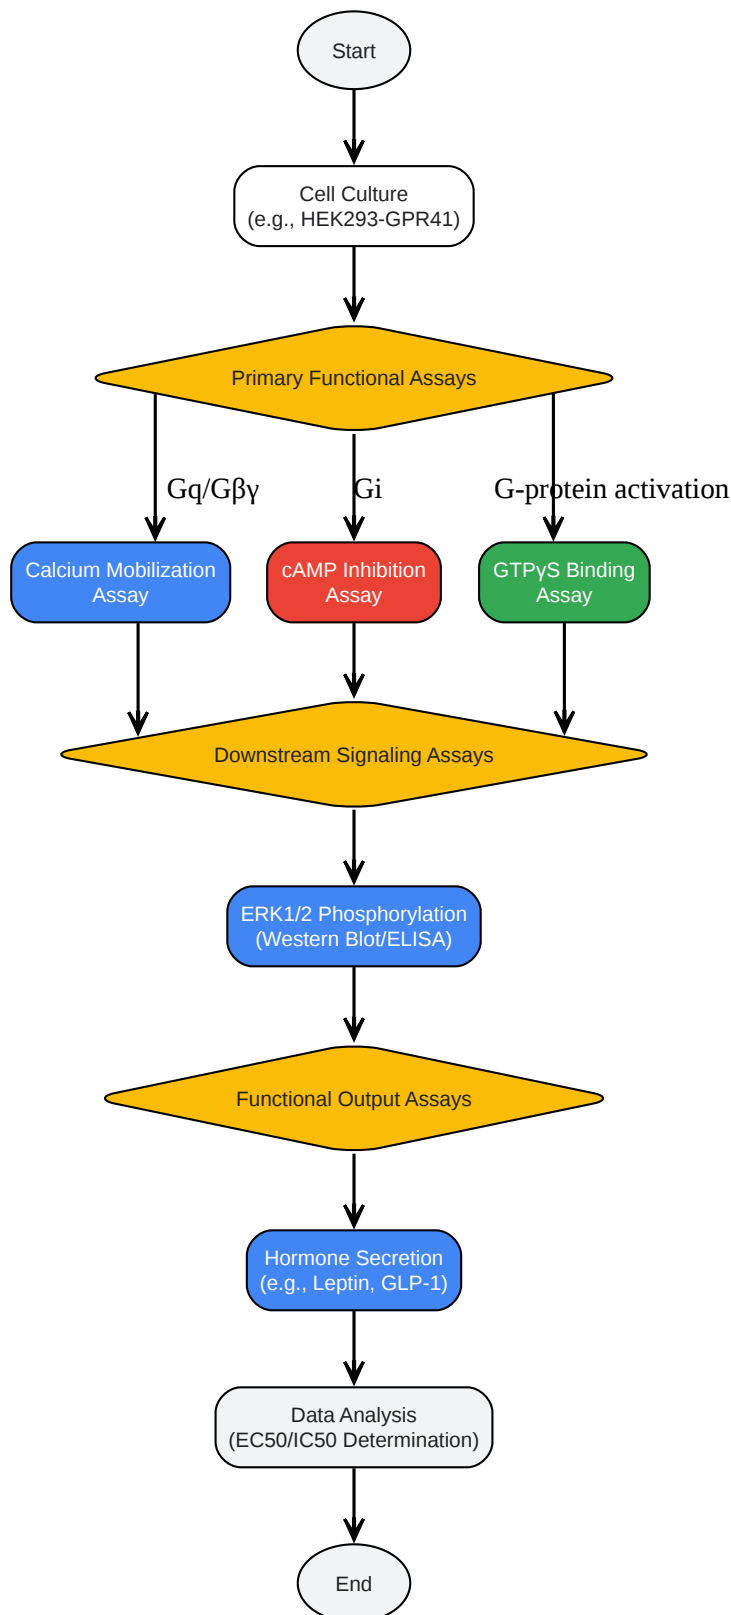 Start
Cell Culture
(e.g., HEK293-GPR41)
Primary Functional Assays
Gq/Gβγ
Gi
G-protein activation
Calcium Mobilization
Assay
cAMP Inhibition
Assay
GTPγS Binding
Assay
Downstream Signaling Assays
ERK1/2 Phosphorylation
(Western Blot/ELISA)
Functional Output Assays
Hormone Secretion
(e.g., Leptin, GLP-1)
Data Analysis
(EC50/IC50 Determination)
End